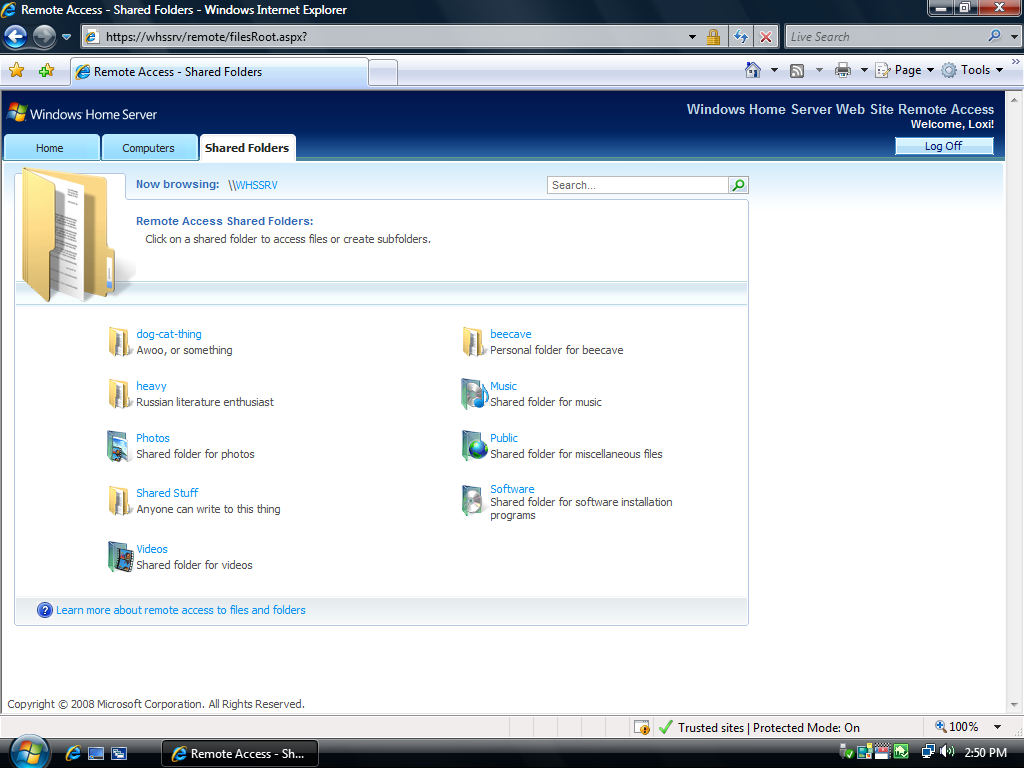 Remote Access - Shared Folders - Windows Internet Explorer
https://whssrv/remote/filesRoot.aspx?
Live Search
Remote Access - Shared Folders
Page
Tools
Windows Home Server
Windows Home Server Web Site Remote Access
Welcome, Loxi!
Home
Computers
Shared Folders
Log Off
Now browsing: \\WHSSRV
Search...
Remote Access Shared Folders:
Click on a shared folder to access files or create subfolders.
dog-cat-thing
Awoo, or something
beecave
Personal folder for beecave
heavy
Russian literature enthusiast
Music
Shared folder for music
Photos
Shared folder for photos
Public
Shared folder for miscellaneous files
Shared Stuff
Anyone can write to this thing
Software
Shared folder for software installation
programs
Videos
Shared folder for videos
Learn more about remote access to files and folders
Copyright © 2008 Microsoft Corporation. All Rights Reserved.
Trusted sites | Protected Mode: On
100%
Remote Access - Sh...
2:50 PM